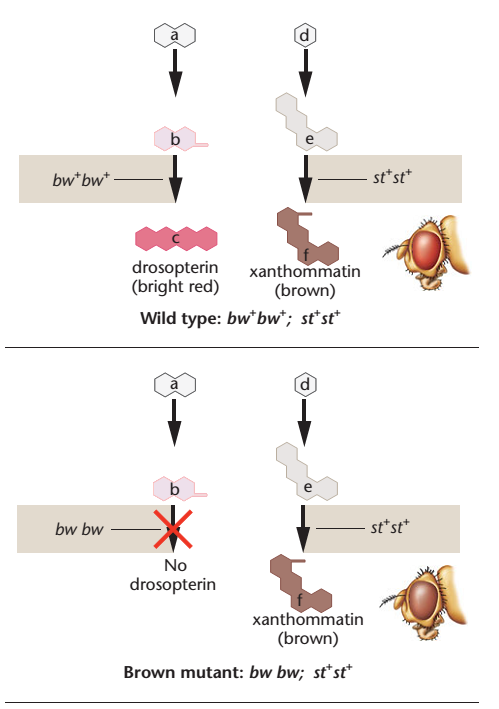 a d
b e
bw⁺bw⁺ st⁺st⁺
c f
drosopterin
(bright red)
xanthommatin
(brown)
Wild type: bw⁺bw⁺; st⁺st⁺
a d
b e
bw bw st⁺st⁺
No
drosopterin
f
xanthommatin
(brown)
Brown mutant: bw bw; st⁺st⁺